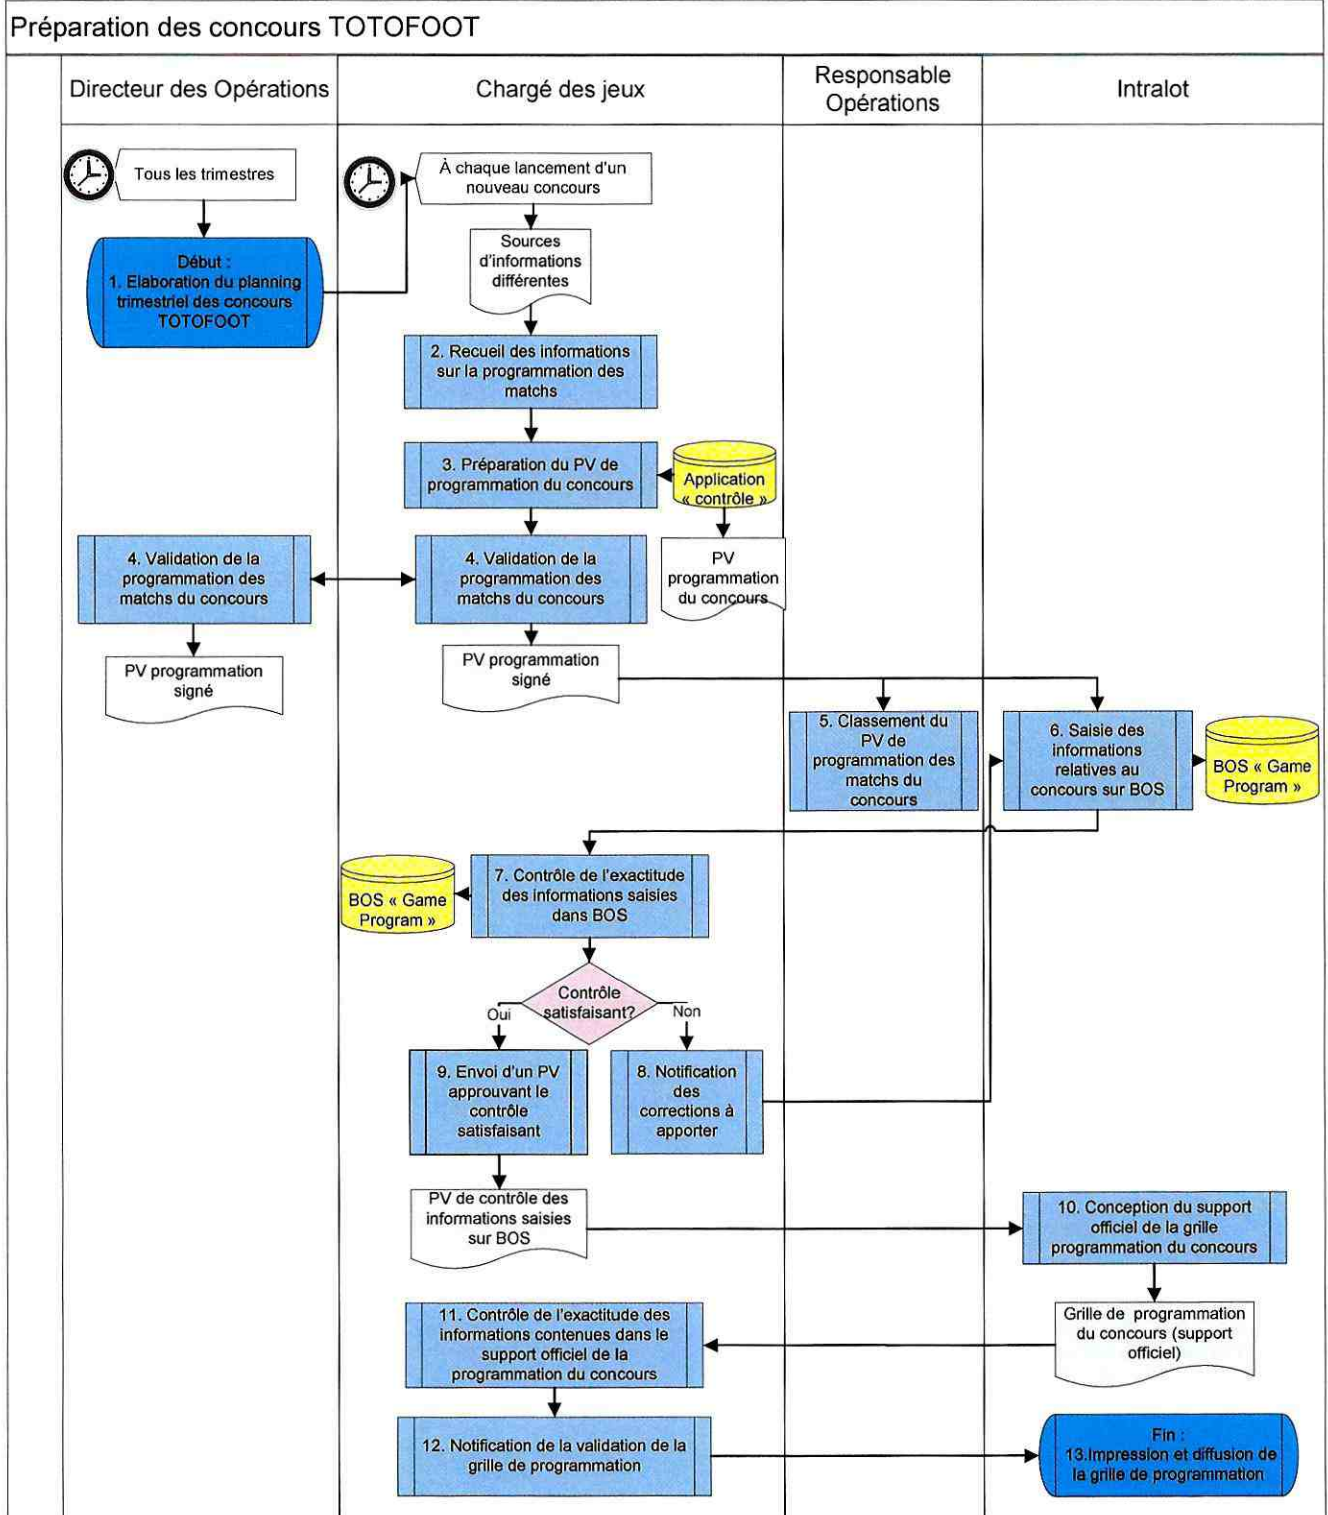 Préparation des concours TOTOFOOT
Directeur des Opérations
Chargé des jeux
Responsable
Opérations
Intralot
Tous les trimestres
À chaque lancement d'un
nouveau concours
Sources
d'informations
différentes
Début :
1. Elaboration du planning
trimestriel des concours
TOTOFOOT
2. Recueil des informations
sur la programmation des
matchs
3. Préparation du PV de
programmation du concours
Application
« contrôle »
4. Validation de la
programmation des
matchs du concours
4. Validation de la
programmation des
matchs du concours
PV
programmation
du concours
PV programmation
signé
PV programmation
signé
5. Classement du
PV de
programmation des
matchs du
concours
6. Saisie des
informations
relatives au
concours sur BOS
BOS « Game
Program »
BOS « Game
Program »
7. Contrôle de l'exactitude
des informations saisies
dans BOS
Contrôle
satisfaisant?
Oui
Non
9. Envoi d'un PV
approuvant le
contrôle
satisfaisant
8. Notification
des
corrections à
apporter
PV de contrôle des
informations saisies
sur BOS
10. Conception du support
officiel de la grille
programmation du concours
Grille de programmation
du concours (support
officiel)
11. Contrôle de l'exactitude des
informations contenues dans le
support officiel de la
programmation du concours
12. Notification de la validation de la
grille de programmation
Fin :
13.Impression et diffusion de
la grille de programmation